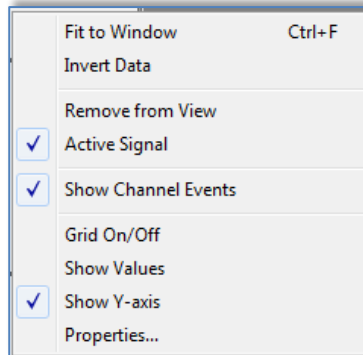 Fit to Window Ctrl+F
Invert Data
Remove from View
Active Signal
Show Channel Events
Grid On/Off
Show Values
Show Y-axis
Properties...